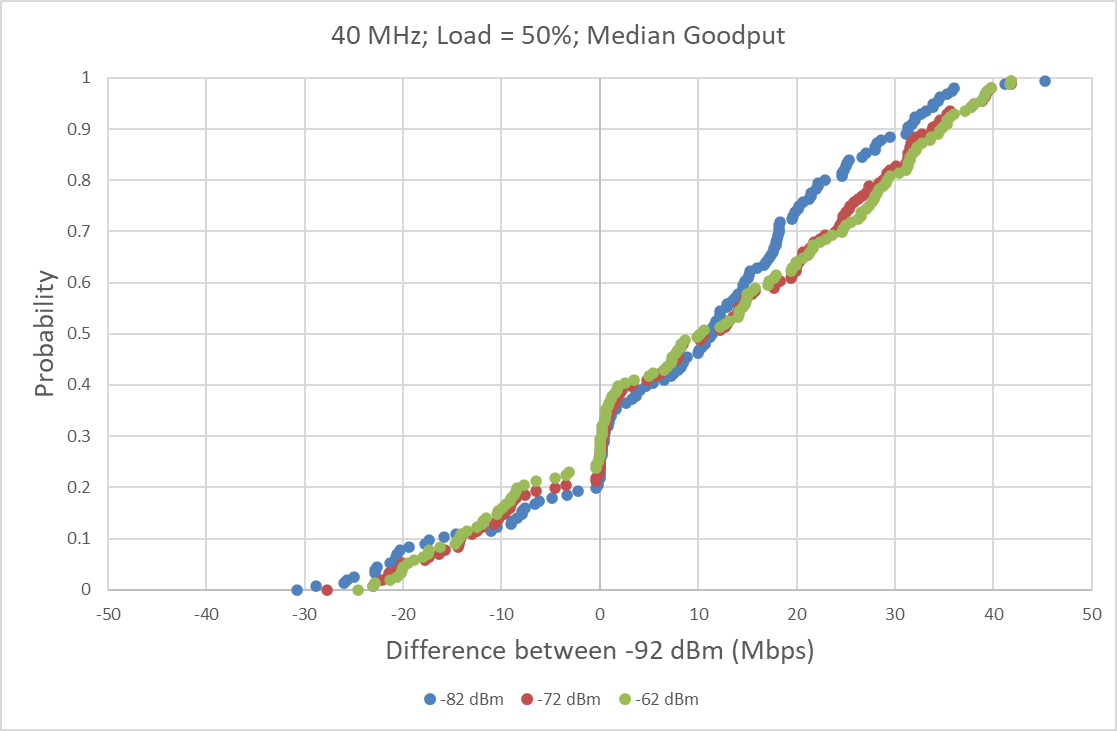 40 MHz; Load = 50%; Median Goodput
1
0.9
0.8
0.7
0.6
0.5
0.4
0.3
0.2
0.1
0
Probability
-50 -40 -30 -20 -10 0 10 20 30 40 50
Difference between -92 dBm (Mbps)
-82 dBm -72 dBm -62 dBm